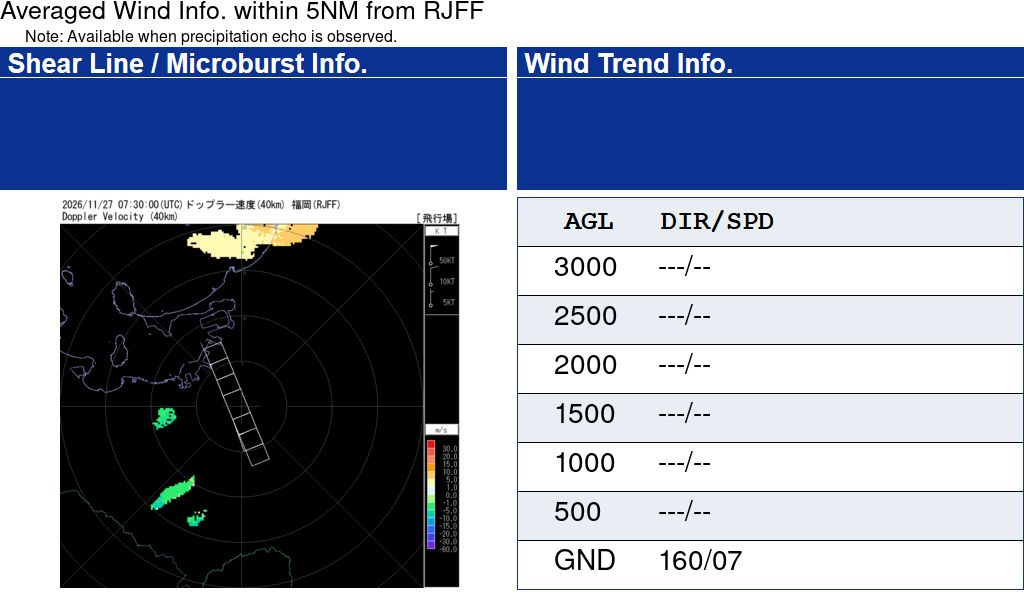 Averaged Wind Info. within 5NM from RJFF
Note: Available when precipitation echo is observed.
Shear Line / Microburst Info.
Wind Trend Info.
2026/11/27 07:30:00(UTC) ドップラー速度(40km) 福岡(RJFF)
Doppler Velocity (40km)
[飛行場]
KT
50KT
10KT
5KT
m/s
30.0
20.0
15.0
10.0
5.0
1.0
0.0
-1.0
-5.0
-10.0
-15.0
-20.0
-30.0
-60.0
AGL DIR/SPD
3000 ---/--
2500 ---/--
2000 ---/--
1500 ---/--
1000 ---/--
500 ---/--
GND 160/07